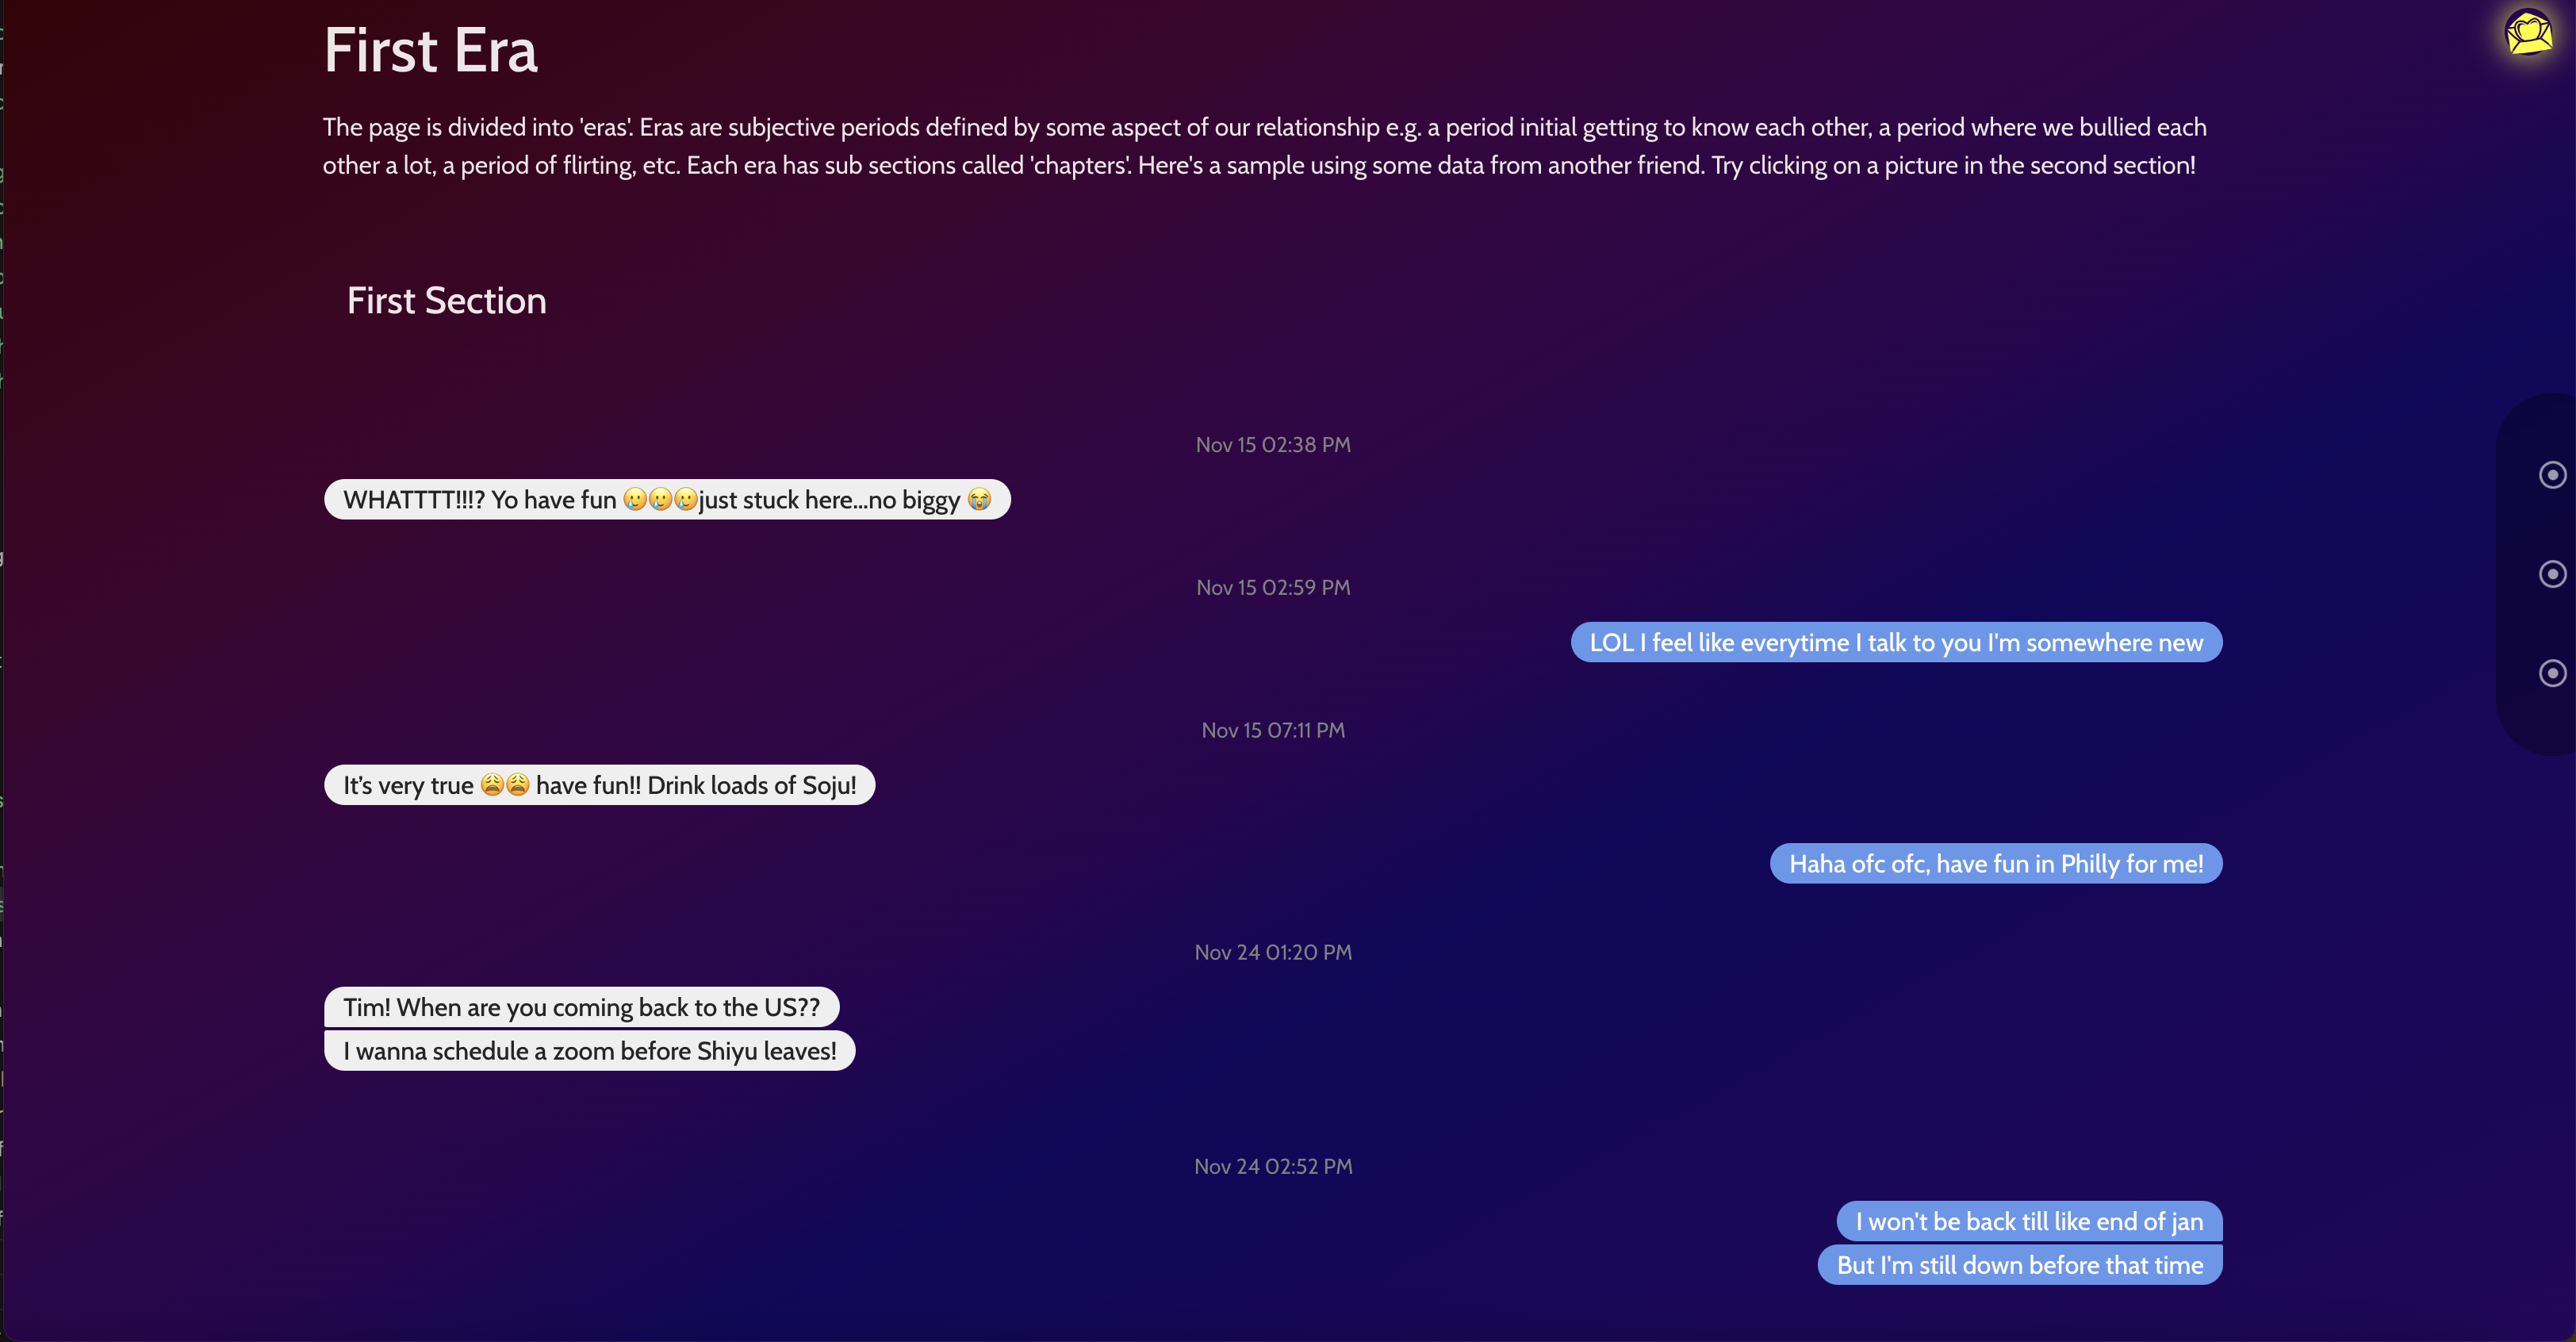 First Era
The page is divided into 'eras'. Eras are subjective periods defined by some aspect of our relationship e.g. a period initial getting to know each other, a period where we bullied each
other a lot, a period of flirting, etc. Each era has sub sections called 'chapters'. Here's a sample using some data from another friend. Try clicking on a picture in the second section!
First Section
Nov 15 02:38 PM
WHATTTT!!!? Yo have fun 🥲🥲🥲just stuck here...no biggy 😭
Nov 15 02:59 PM
LOL I feel like everytime I talk to you I'm somewhere new
Nov 15 07:11 PM
It's very true 😩😩 have fun!! Drink loads of Soju!
Haha ofc ofc, have fun in Philly for me!
Nov 24 01:20 PM
Tim! When are you coming back to the US??
I wanna schedule a zoom before Shiyu leaves!
Nov 24 02:52 PM
I won't be back till like end of jan
But I'm still down before that time